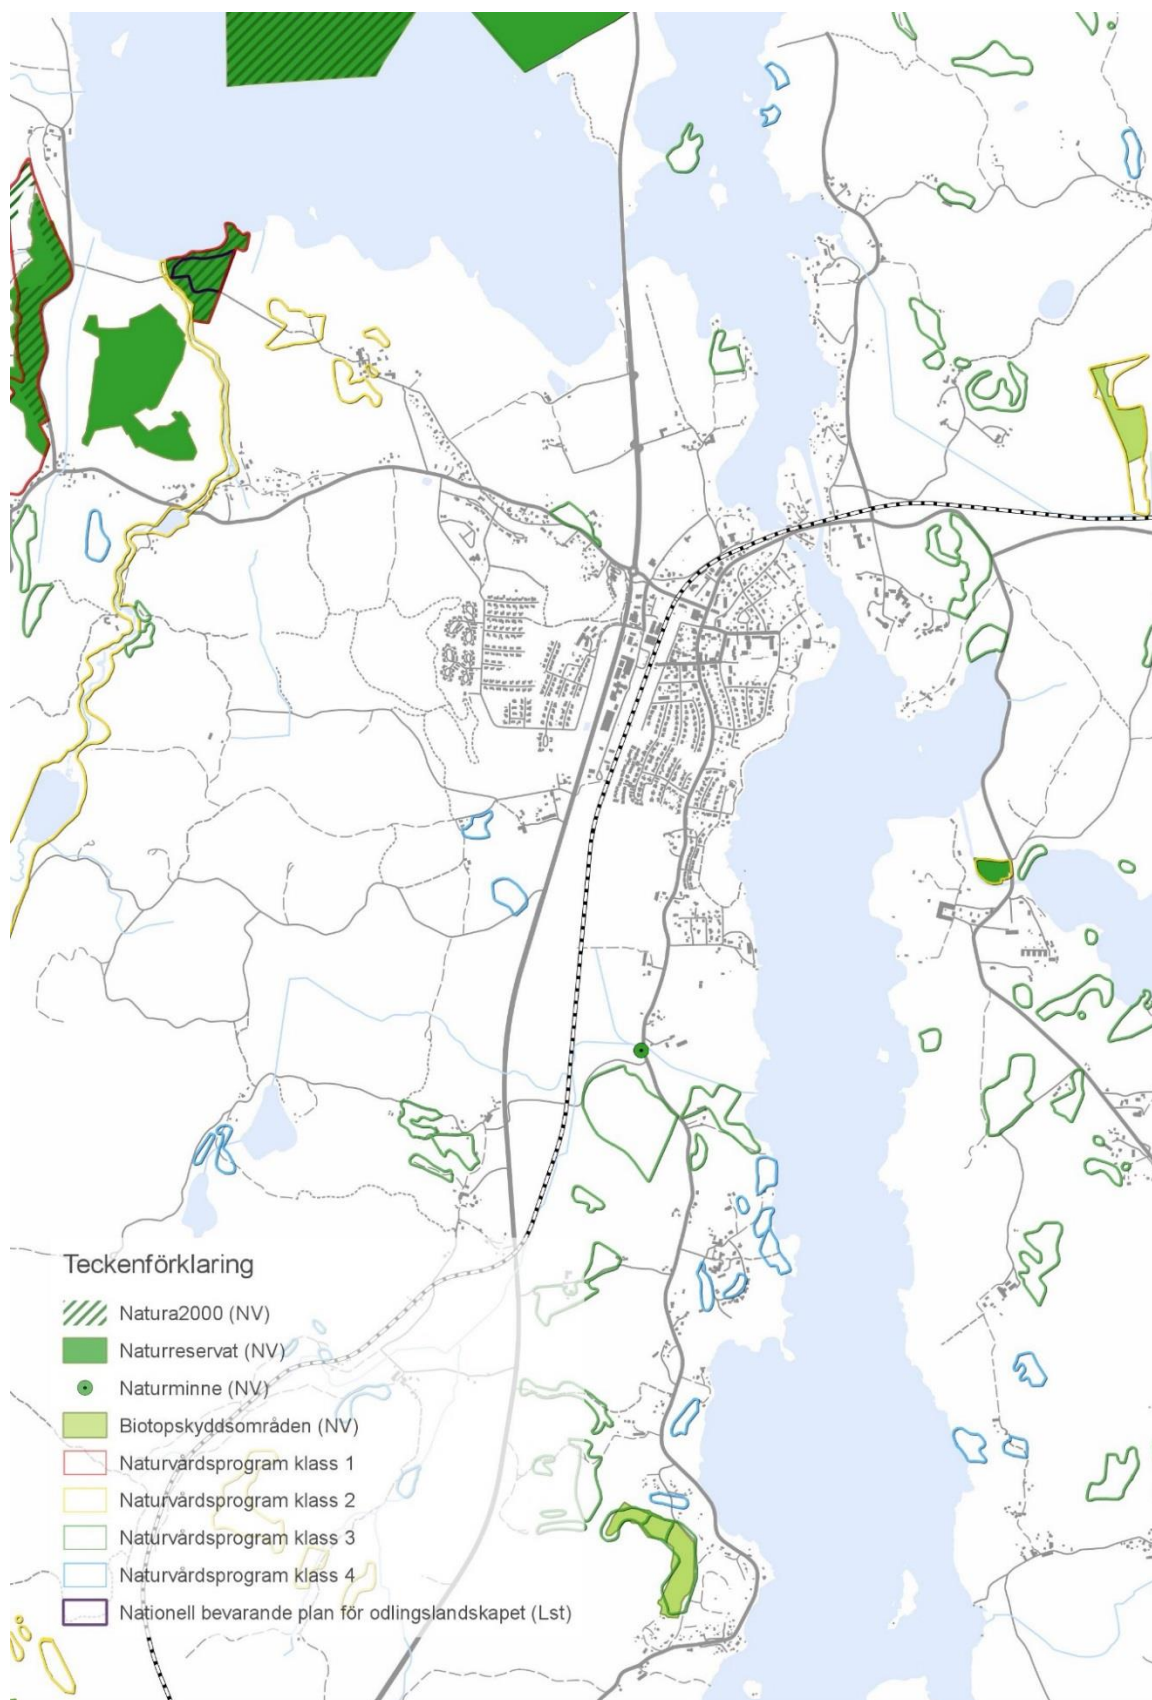 Teckenförklaring
Natura2000 (NV)
Naturreservat (NV)
Naturminne (NV)
Biotopskyddsområden (NV)
Naturvårdsprogram klass 1
Naturvårdsprogram klass 2
Naturvårdsprogram klass 3
Naturvårdsprogram klass 4
Nationell bevarande plan för odlingslandskapet (Lst)